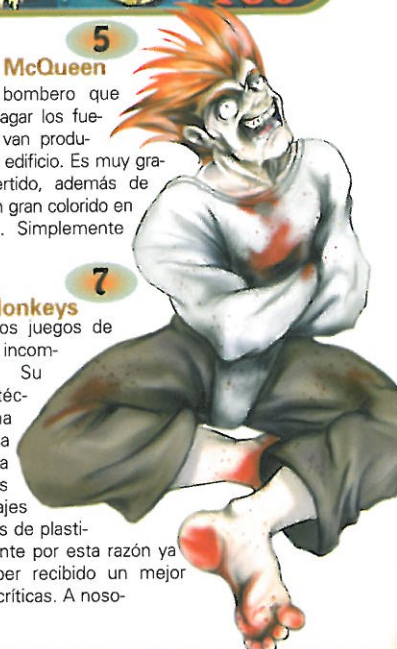 5
McQueen
bombero que
agar los fue-
van produ-
edificio. Es muy gra-
ertido, además de
n gran colorido en
. Simplemente
7
onkeys
os juegos de
incom-
Su
téc-
na
a
a
s
ajes
s de plasti-
nte por esta razón ya
ber recibido un mejor
críticas. A noso-